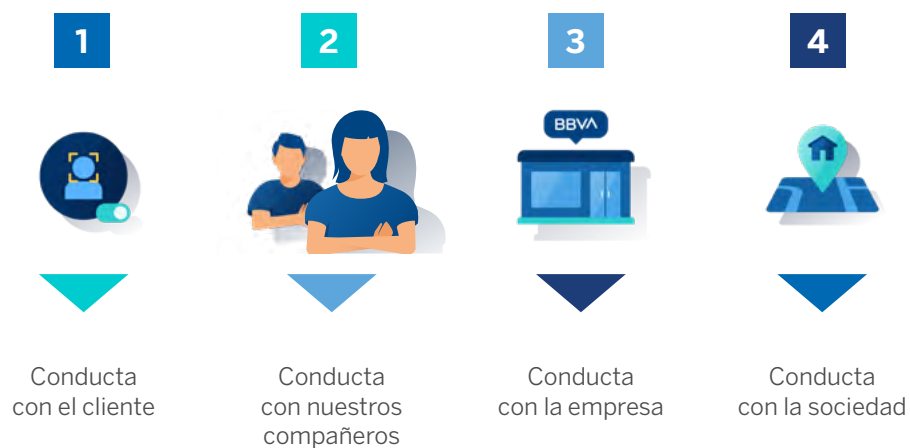 1
2
3
4
BBVA
Conducta
con el cliente
Conducta
con nuestros
compañeros
Conducta
con la empresa
Conducta
con la sociedad